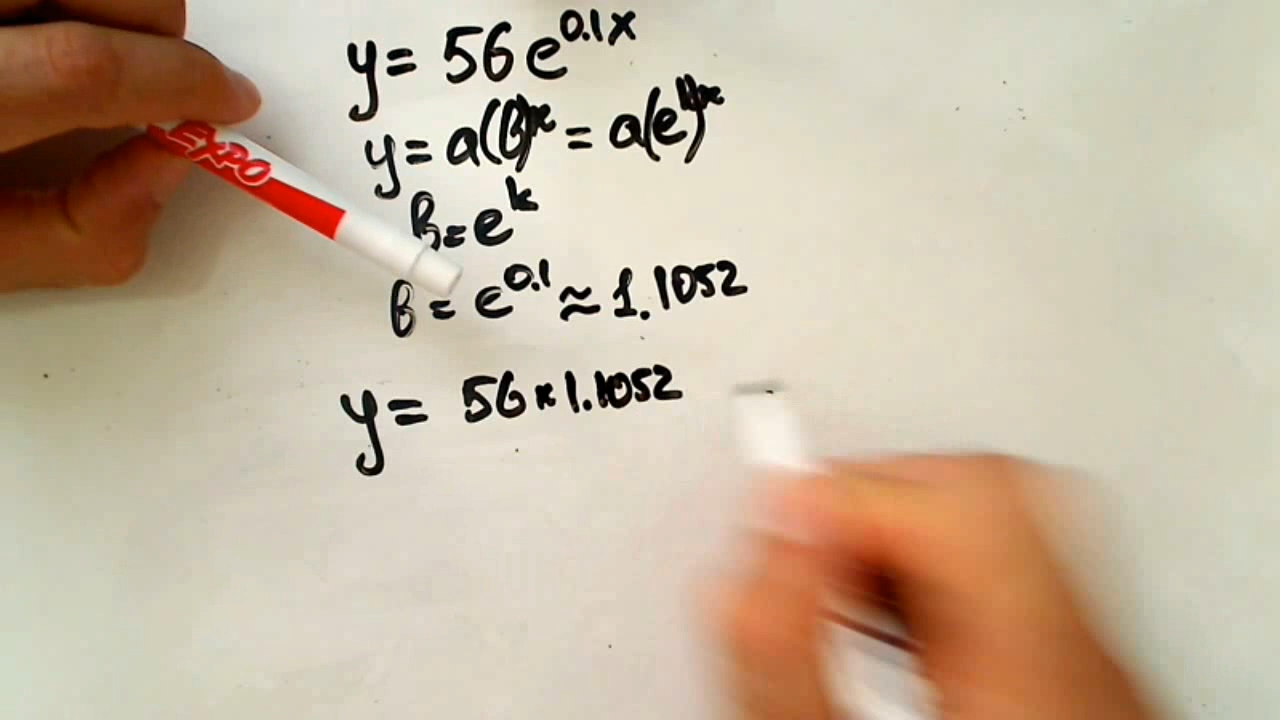 y = 56e^{0.1x}
y = a(b)^x = a(e^k)^x
b = e^k
b = e^{0.1} ≈ 1.1052
y = 56 × 1.1052
EXPO